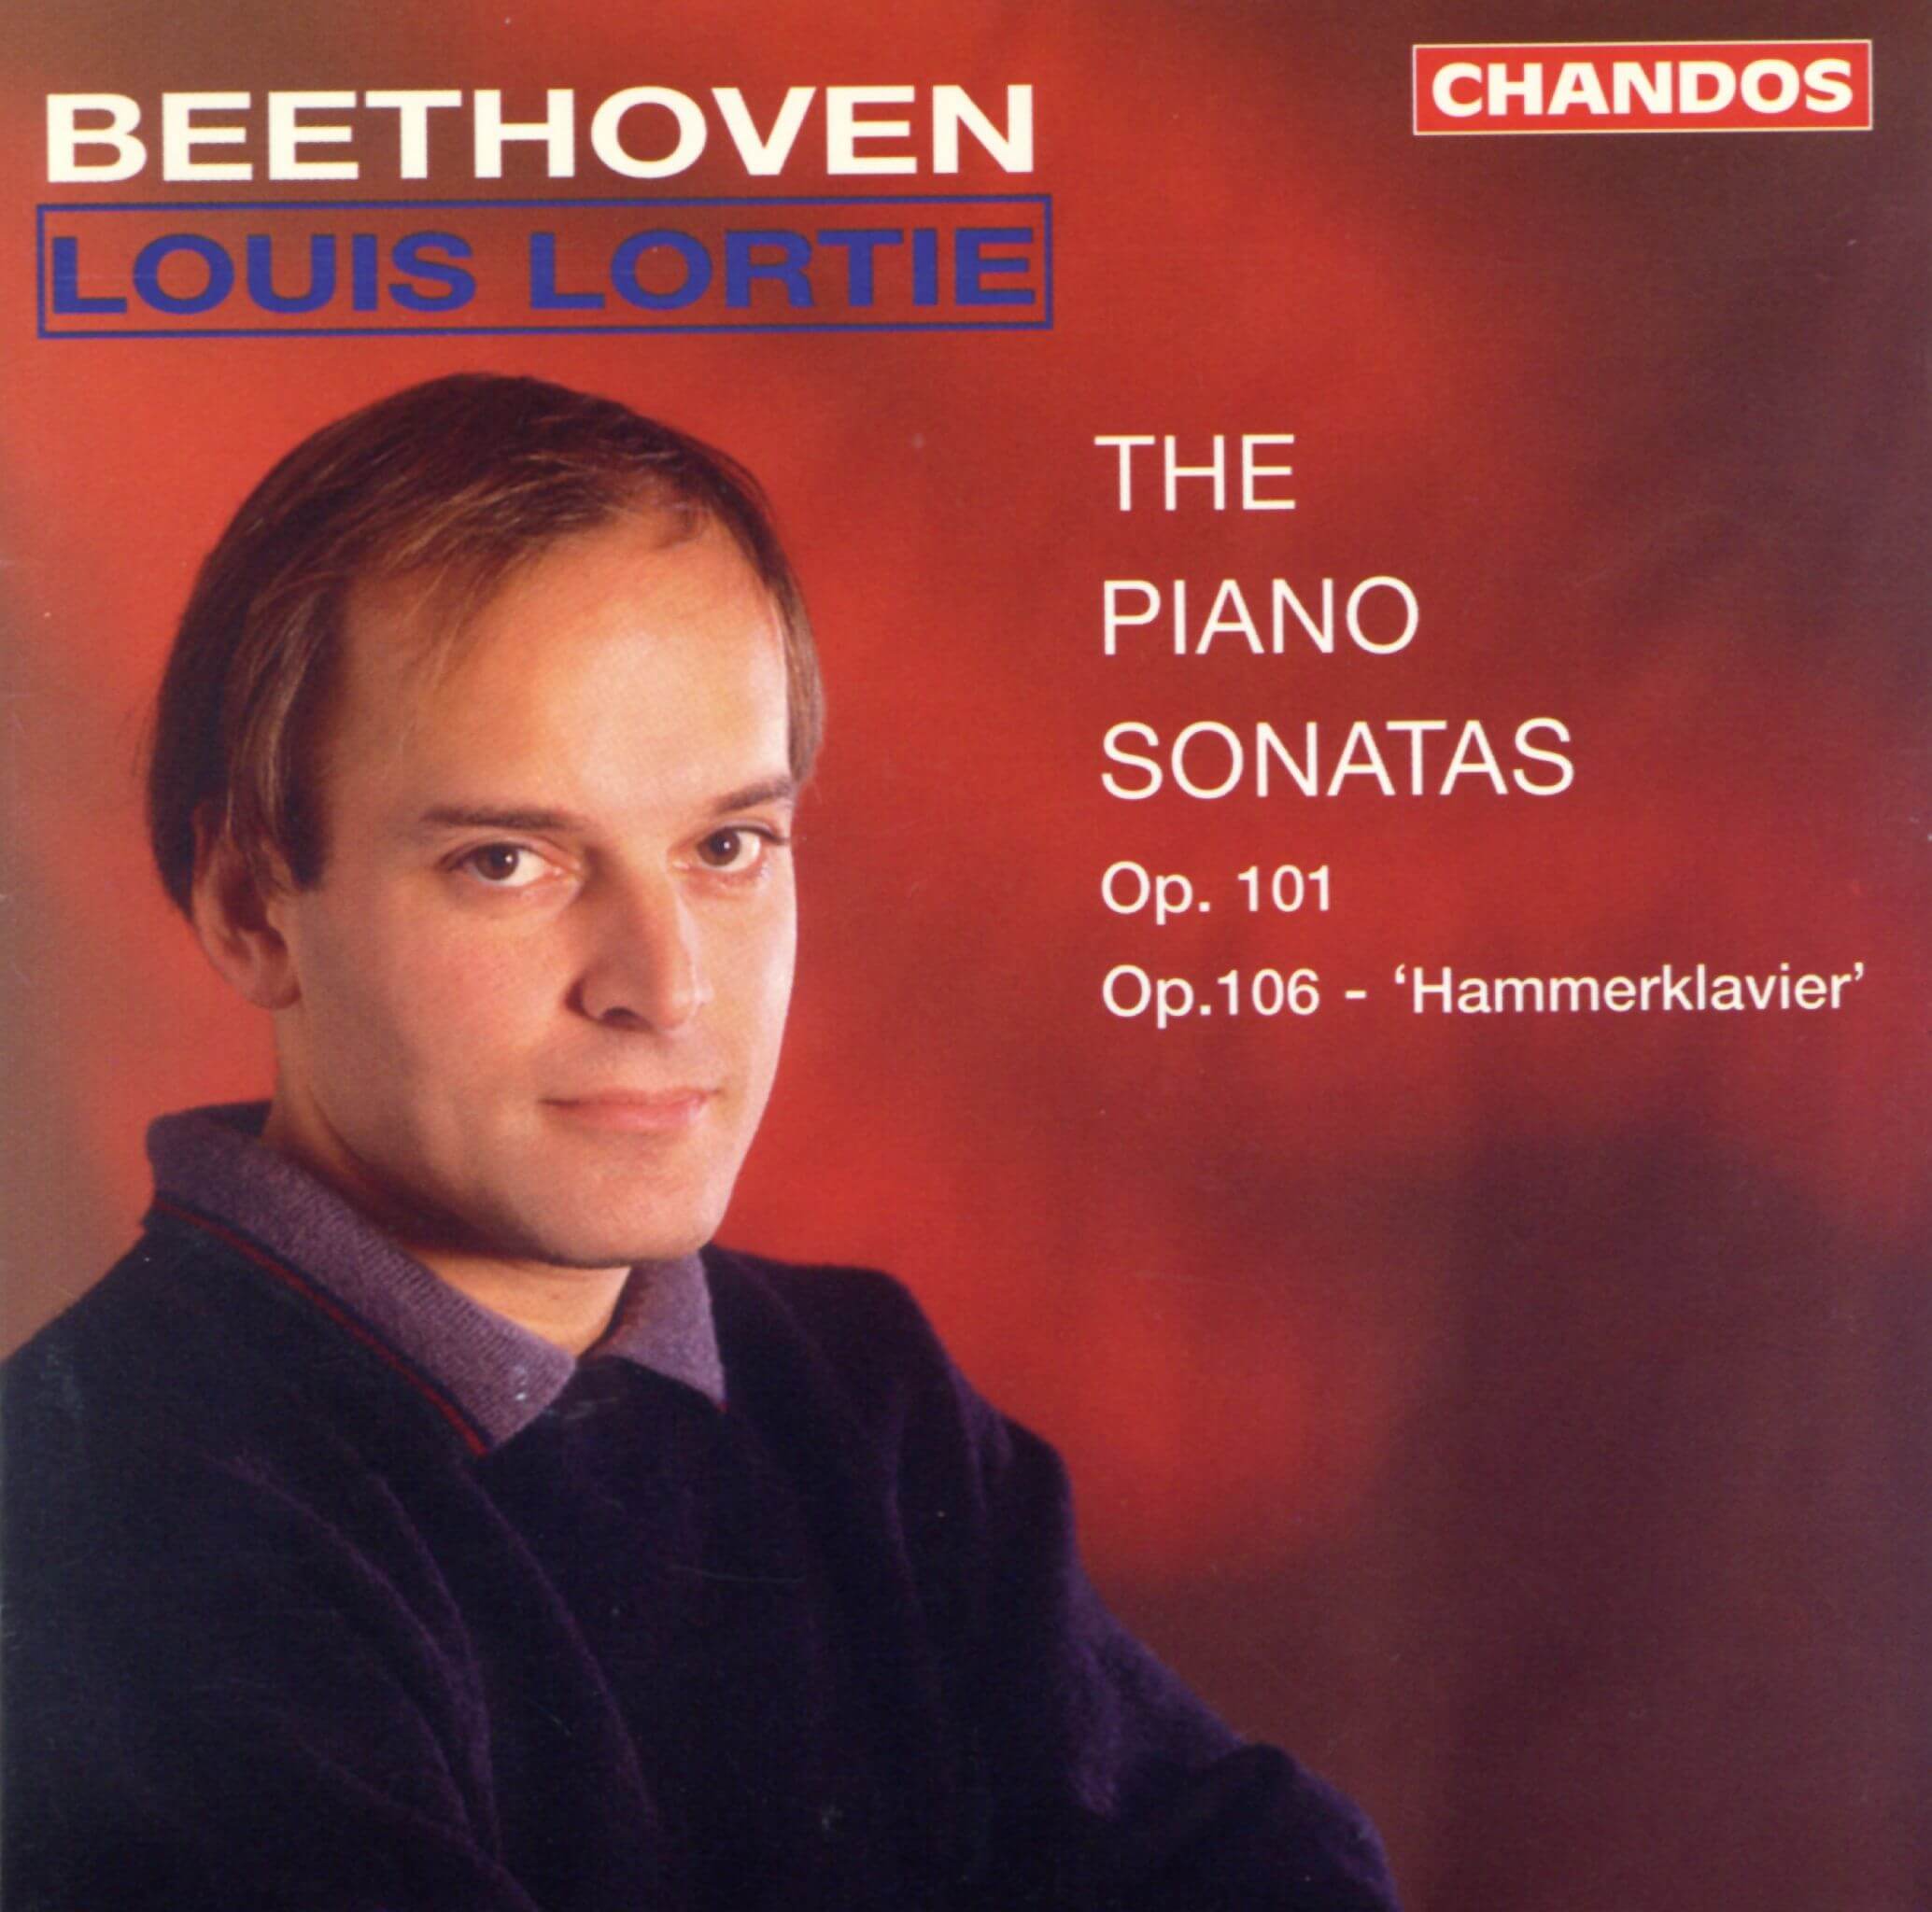 BEETHOVEN
CHANDOS
LOUIS LORTIE
THE
PIANO
SONATAS
Op. 101
Op.106 - ‘Hammerklavier’